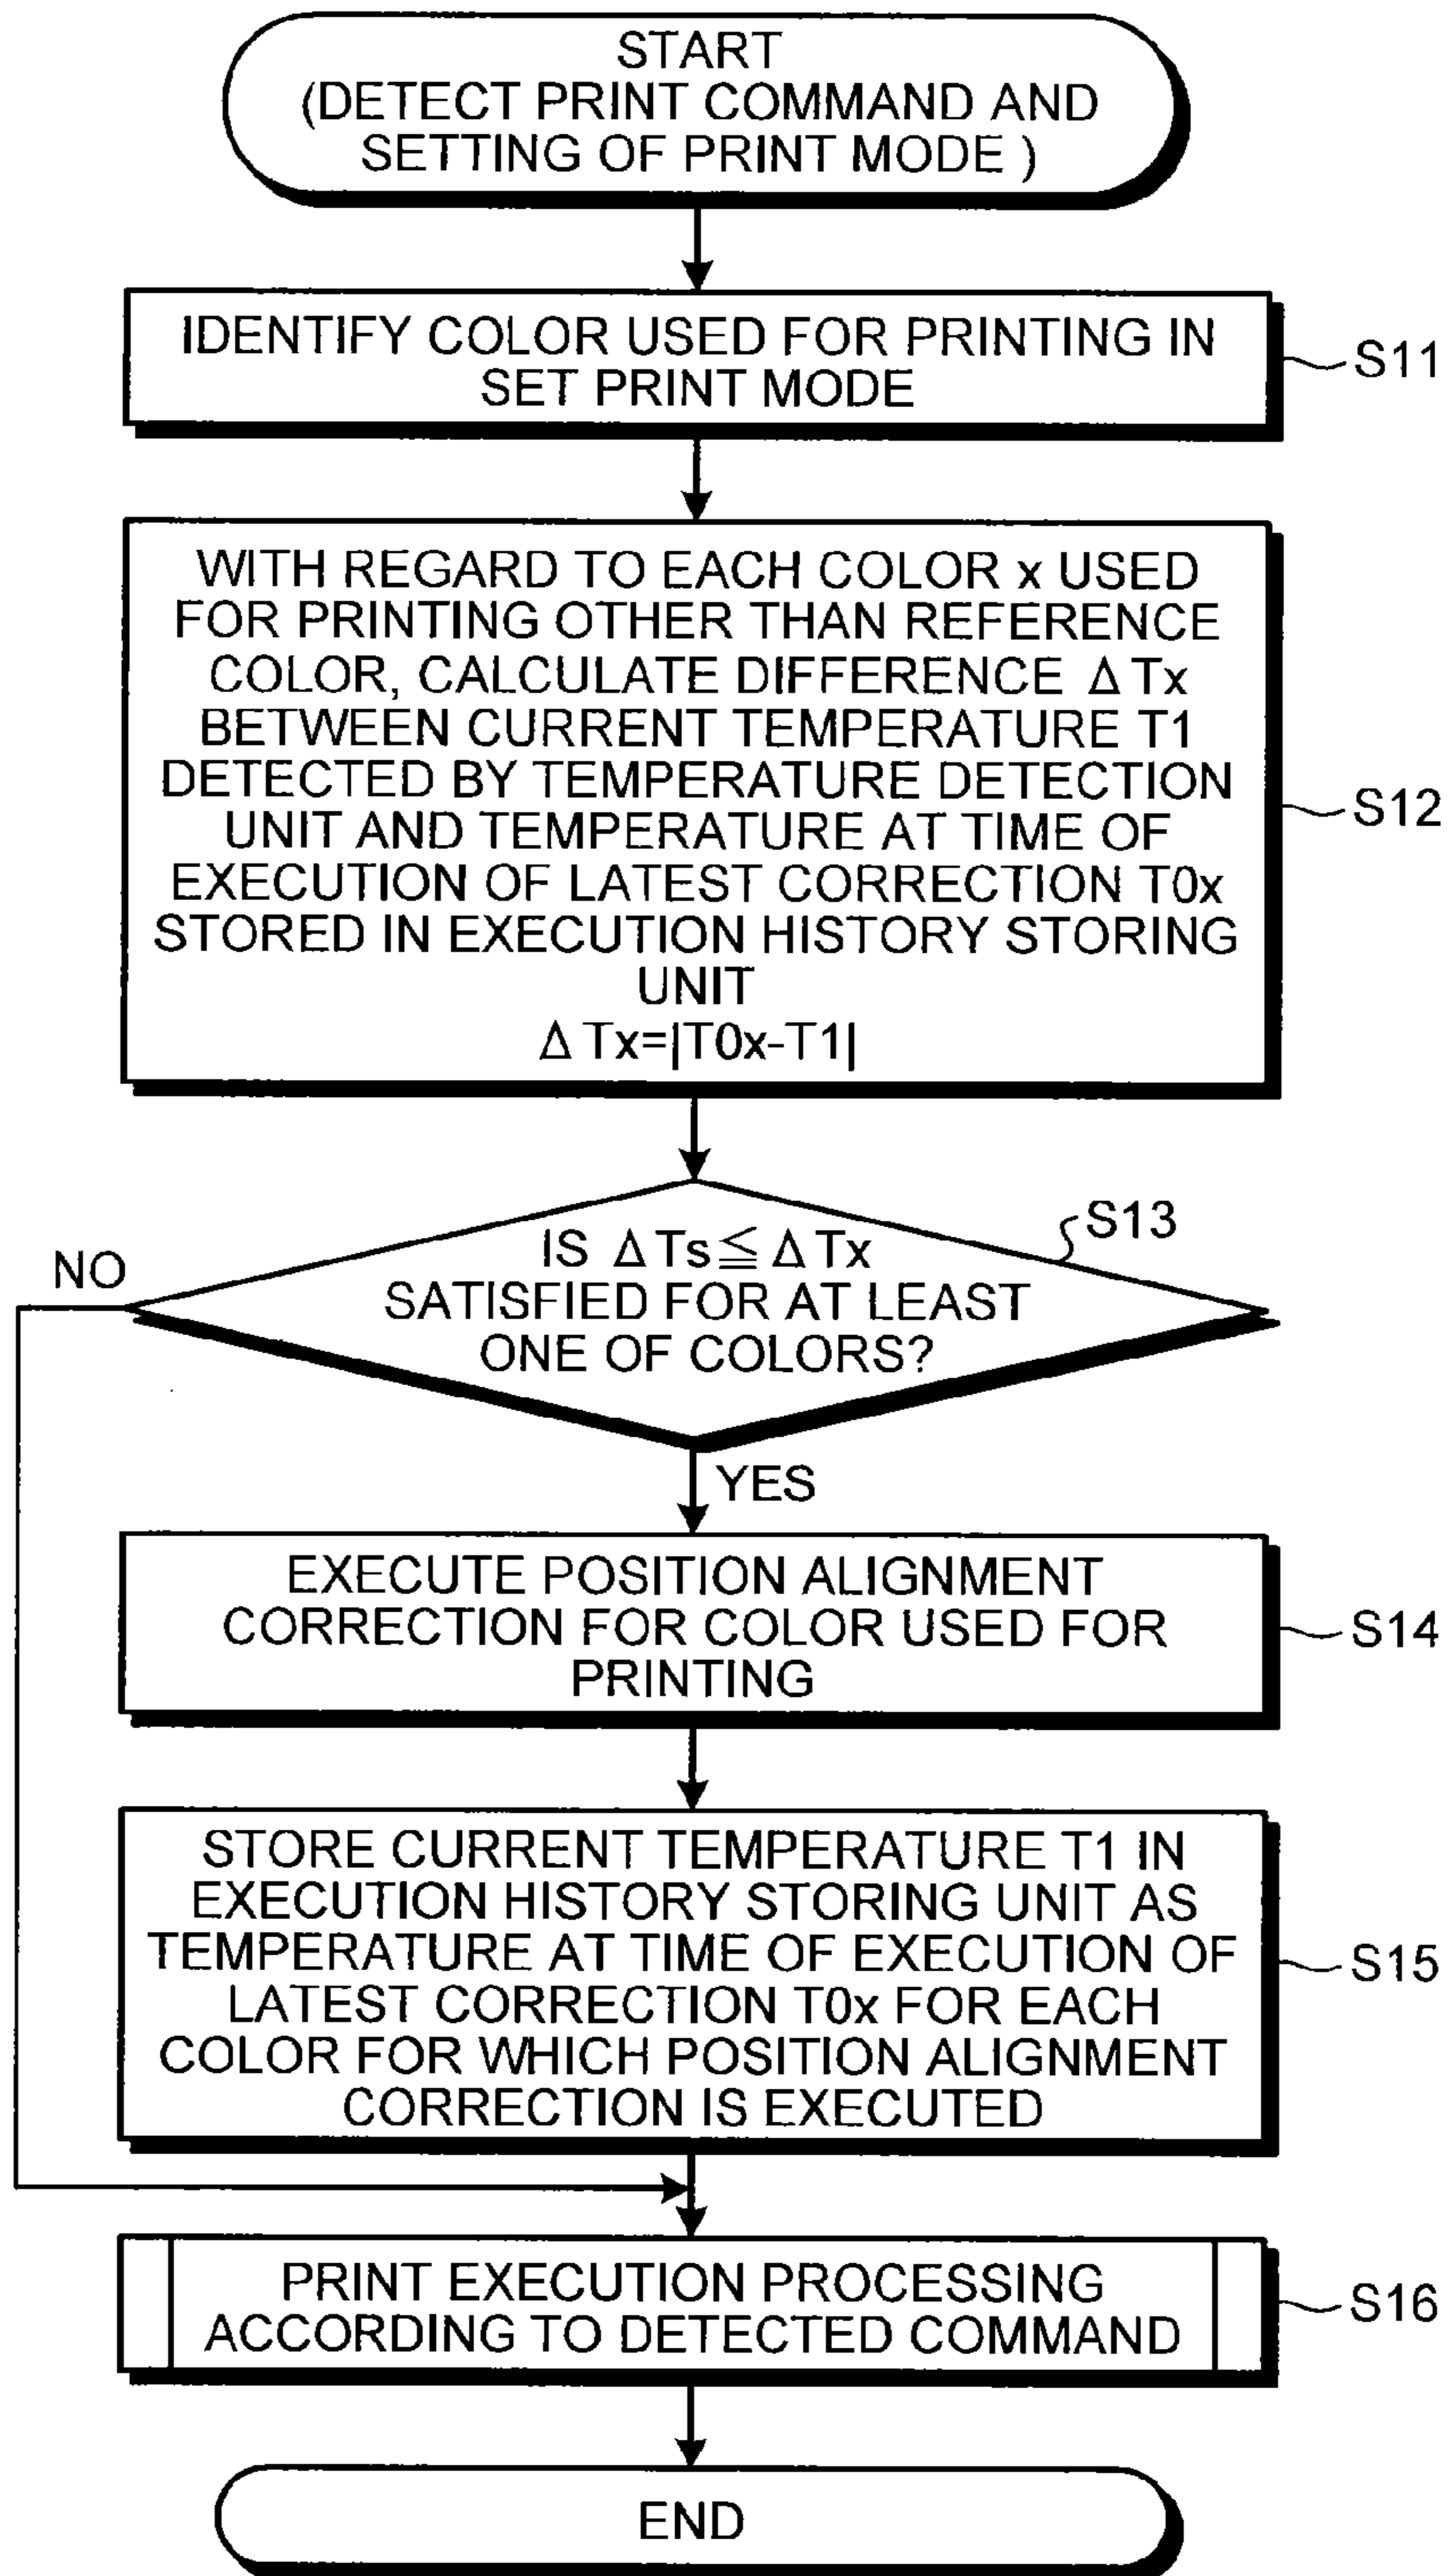 START
(DETECT PRINT COMMAND AND
SETTING OF PRINT MODE )
IDENTIFY COLOR USED FOR PRINTING IN
SET PRINT MODE
S11
WITH REGARD TO EACH COLOR x USED
FOR PRINTING OTHER THAN REFERENCE
COLOR, CALCULATE DIFFERENCE Δ Tx
BETWEEN CURRENT TEMPERATURE T1
DETECTED BY TEMPERATURE DETECTION
UNIT AND TEMPERATURE AT TIME OF
EXECUTION OF LATEST CORRECTION T0x
STORED IN EXECUTION HISTORY STORING
UNIT
Δ Tx=|T0x-T1|
S12
IS Δ Ts ≦ Δ Tx
SATISFIED FOR AT LEAST
ONE OF COLORS?
S13
NO
YES
EXECUTE POSITION ALIGNMENT
CORRECTION FOR COLOR USED FOR
PRINTING
S14
STORE CURRENT TEMPERATURE T1 IN
EXECUTION HISTORY STORING UNIT AS
TEMPERATURE AT TIME OF EXECUTION OF
LATEST CORRECTION T0x FOR EACH
COLOR FOR WHICH POSITION ALIGNMENT
CORRECTION IS EXECUTED
S15
PRINT EXECUTION PROCESSING
ACCORDING TO DETECTED COMMAND
S16
END